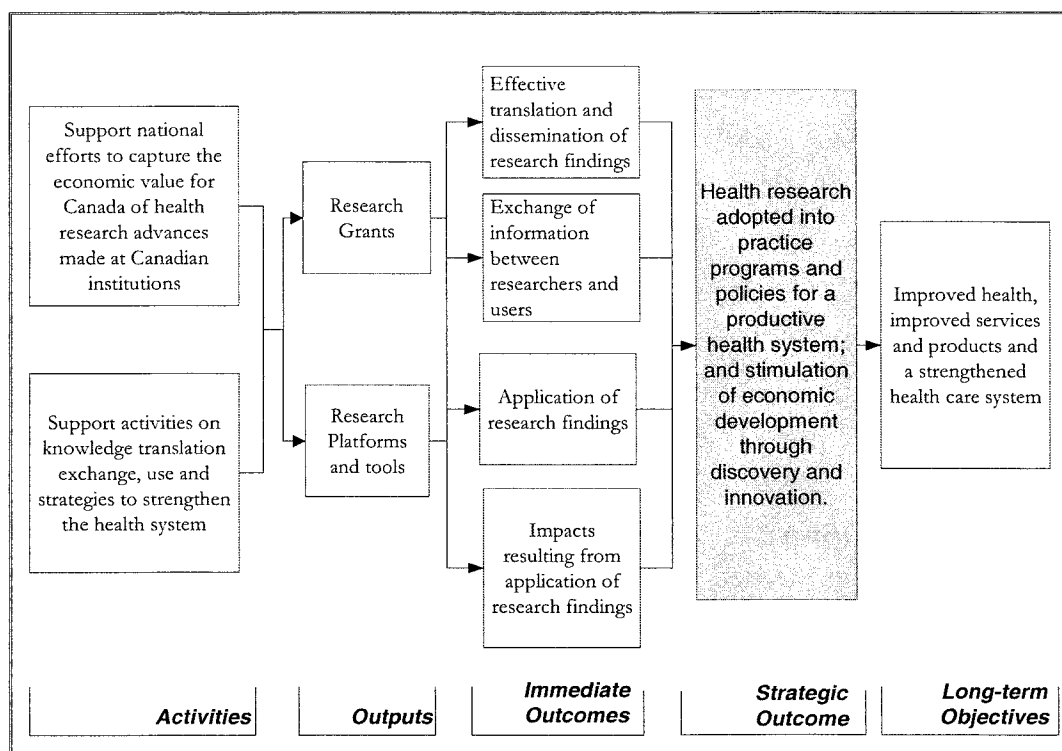 Support national
efforts to capture the
economic value for
Canada of health
research advances
made at Canadian
institutions
Support activities on
knowledge translation
exchange, use and
strategies to strengthen
the health system
Research
Grants
Research
Platforms
and tools
Effective
translation and
dissemination of
research findings
Exchange of
information
between
researchers and
users
Application of
research findings
Impacts
resulting from
application of
research findings
Health research
adopted into
practice
programs and
policies for a
productive
health system;
and stimulation
of economic
development
through
discovery and
innovation.
Improved health,
improved services
and products and
a strengthened
health care system
Activities
Outputs
Immediate
Outcomes
Strategic
Outcome
Long-term
Objectives